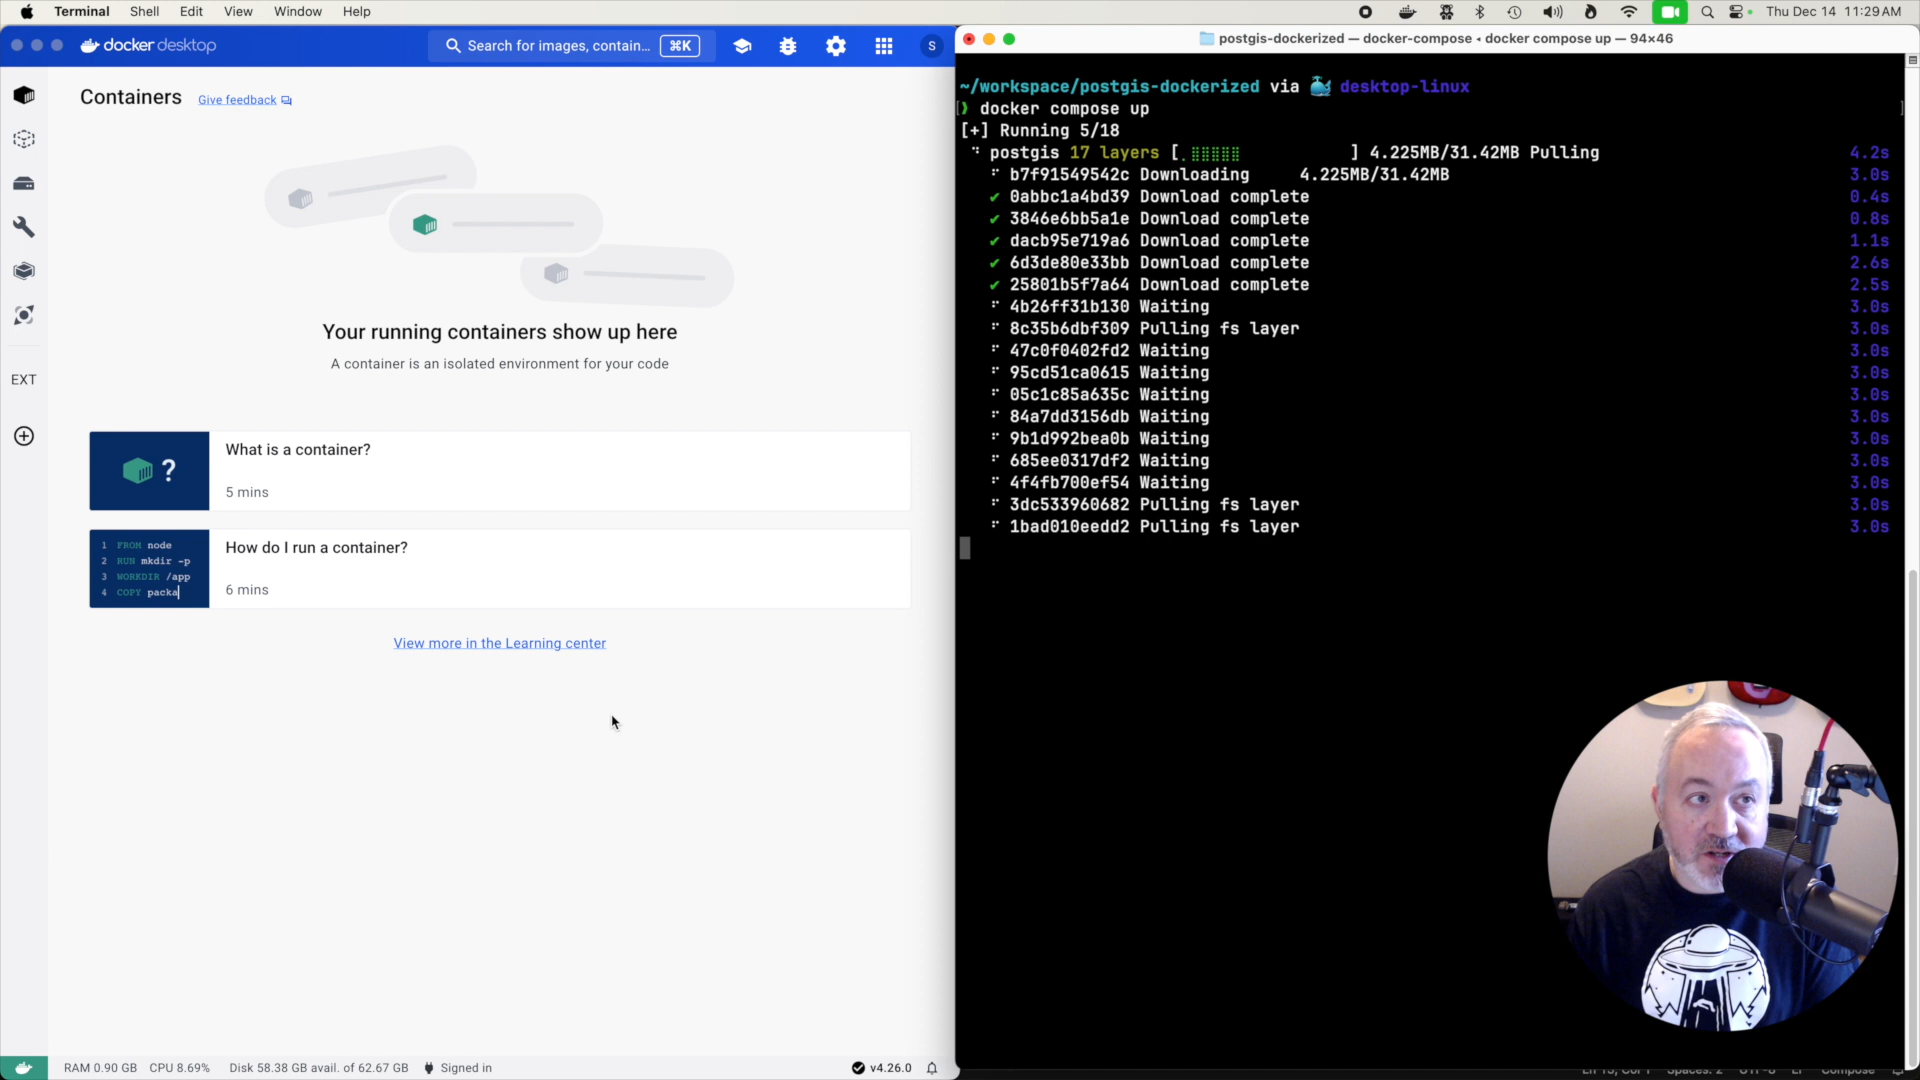 Terminal Shell Edit View Window Help
Thu Dec 14 11:29 AM
docker desktop
Search for images, contain... ⌘K
S
Containers Give feedback
Your running containers show up here
A container is an isolated environment for your code
EXT
What is a container?
5 mins
?
1 FROM node
2 RUN mkdir -p
3 WOREDIR /app
4 COPY packa
How do I run a container?
6 mins
View more in the Learning center
RAM 0.90 GB CPU 8.69% Disk 58.38 GB avail. of 62.67 GB Signed in
v4.26.0
postgis-dockerized — docker-compose ◂ docker compose up — 94×46
~/workspace/postgis-dockerized via 🐳 desktop-linux
❯ docker compose up
[+] Running 5/18
postgis 17 layers [⣿⣿⣿⣿⣿] 4.225MB/31.42MB Pulling 4.2s
b7f91549542c Downloading 4.225MB/31.42MB 3.0s
✔ 0abbc1a4bd39 Download complete 0.4s
✔ 3846e6bb5a1e Download complete 0.8s
✔ dacb95e719a6 Download complete 1.1s
✔ 6d3de80e33bb Download complete 2.6s
✔ 25801b5f7a64 Download complete 2.5s
4b26ff31b130 Waiting 3.0s
8c35b6dbf309 Pulling fs layer 3.0s
47c0f0402fd2 Waiting 3.0s
95cd51ca0615 Waiting 3.0s
05c1c85a635c Waiting 3.0s
84a7dd3156db Waiting 3.0s
9b1d992bea0b Waiting 3.0s
685ee0317df2 Waiting 3.0s
4f4fb700ef54 Waiting 3.0s
3dc533960682 Pulling fs layer 3.0s
1bad010eedd2 Pulling fs layer 3.0s